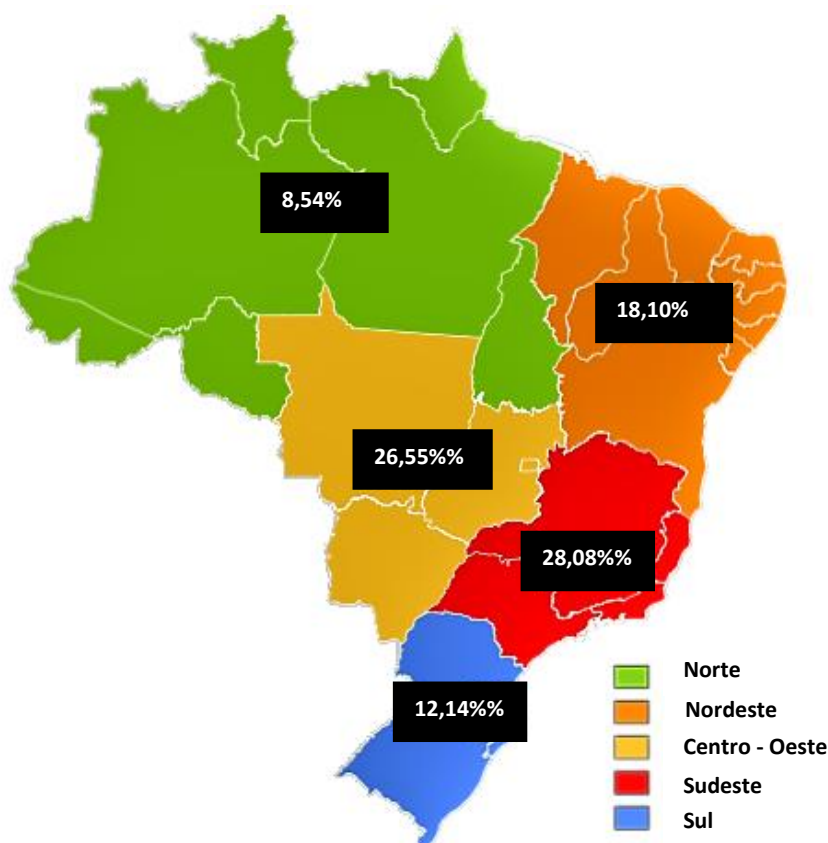 8,54%
18,10%
26,55%%
28,08%%
12,14%%
Norte
Nordeste
Centro - Oeste
Sudeste
Sul